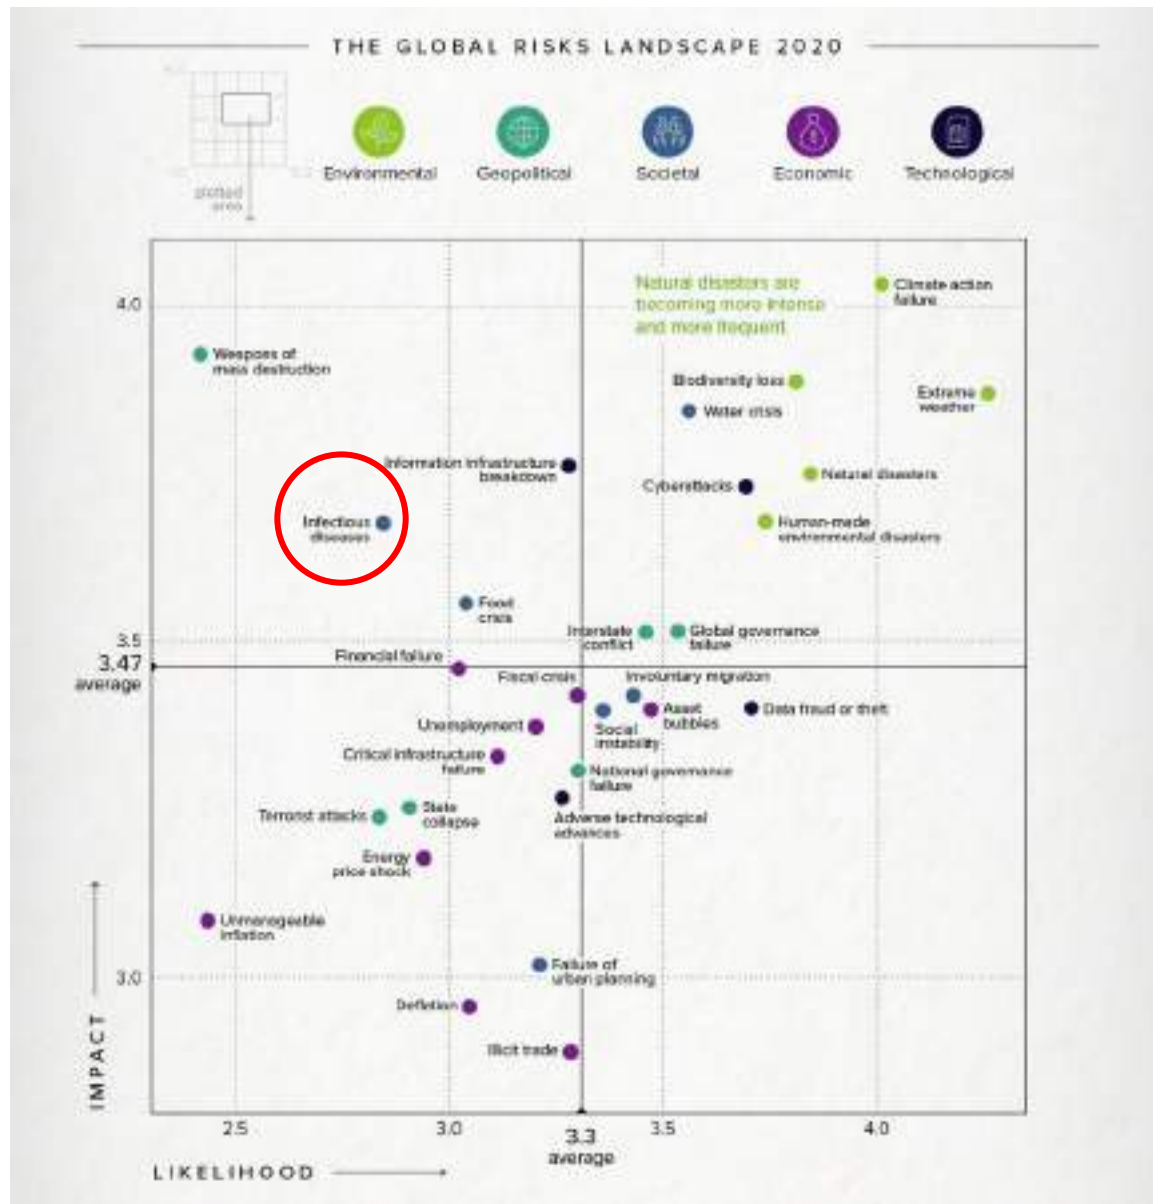 THE GLOBAL RISKS LANDSCAPE 2020
plotted
area
Environmental
Geopolitical
Societal
Economic
Technological
Natural disasters are
becoming more intense
and more frequent
Climate action
failure
4.0
Weapons of
mass destruction
Biodiversity loss
Extreme
weather
Water crisis
Information infrastructure
breakdown
Natural disasters
Cyberattacks
Infectious
diseases
Human-made
environmental disasters
Food
crisis
Interstate
conflict
Global governance
failure
3.5
3.47
average
Financial failure
Fiscal crisis
Involuntary migration
Asset
bubbles
Data fraud or theft
Unemployment
Social
instability
Critical infrastructure
failure
National governance
failure
Terrorist attacks
State
collapse
Adverse technological
advances
Energy
price shock
Unmanageable
inflation
3.0
Failure of
urban planning
Deflation
Illicit trade
IMPACT
2.5
3.0
3.3
average
3.5
4.0
LIKELIHOOD